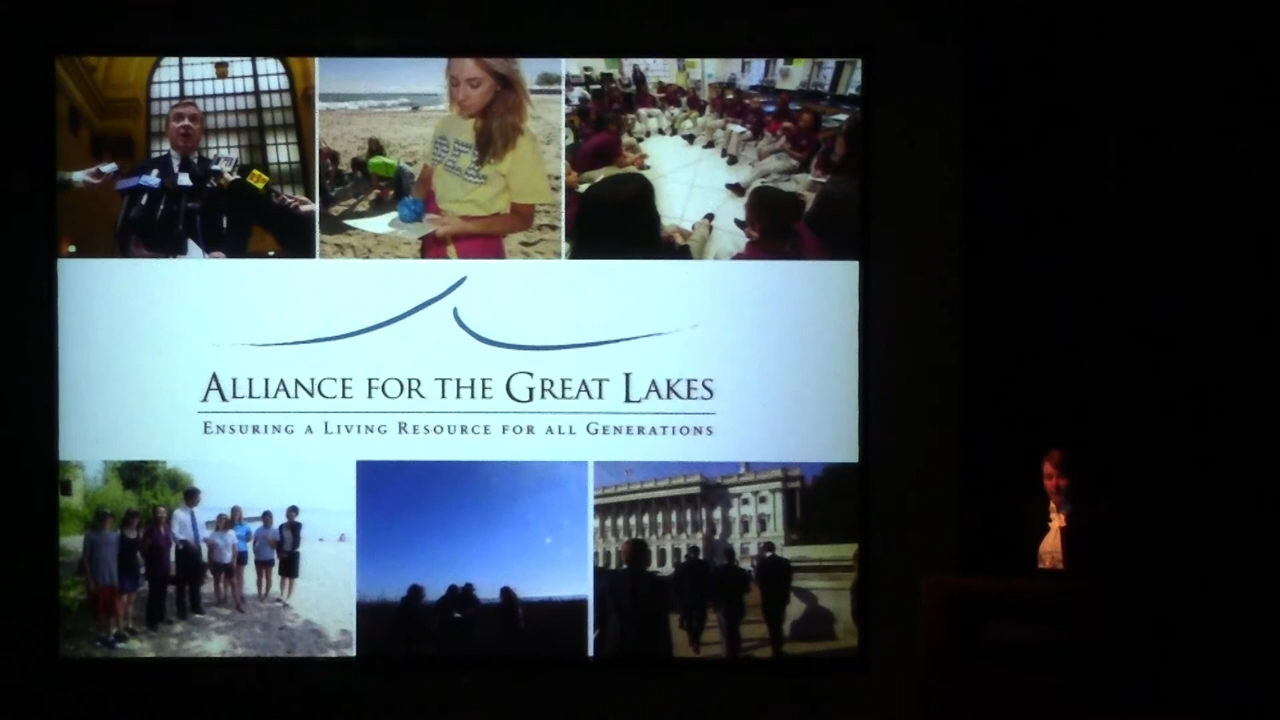 ALLIANCE FOR THE GREAT LAKES
ENSURING A LIVING RESOURCE FOR ALL GENERATIONS